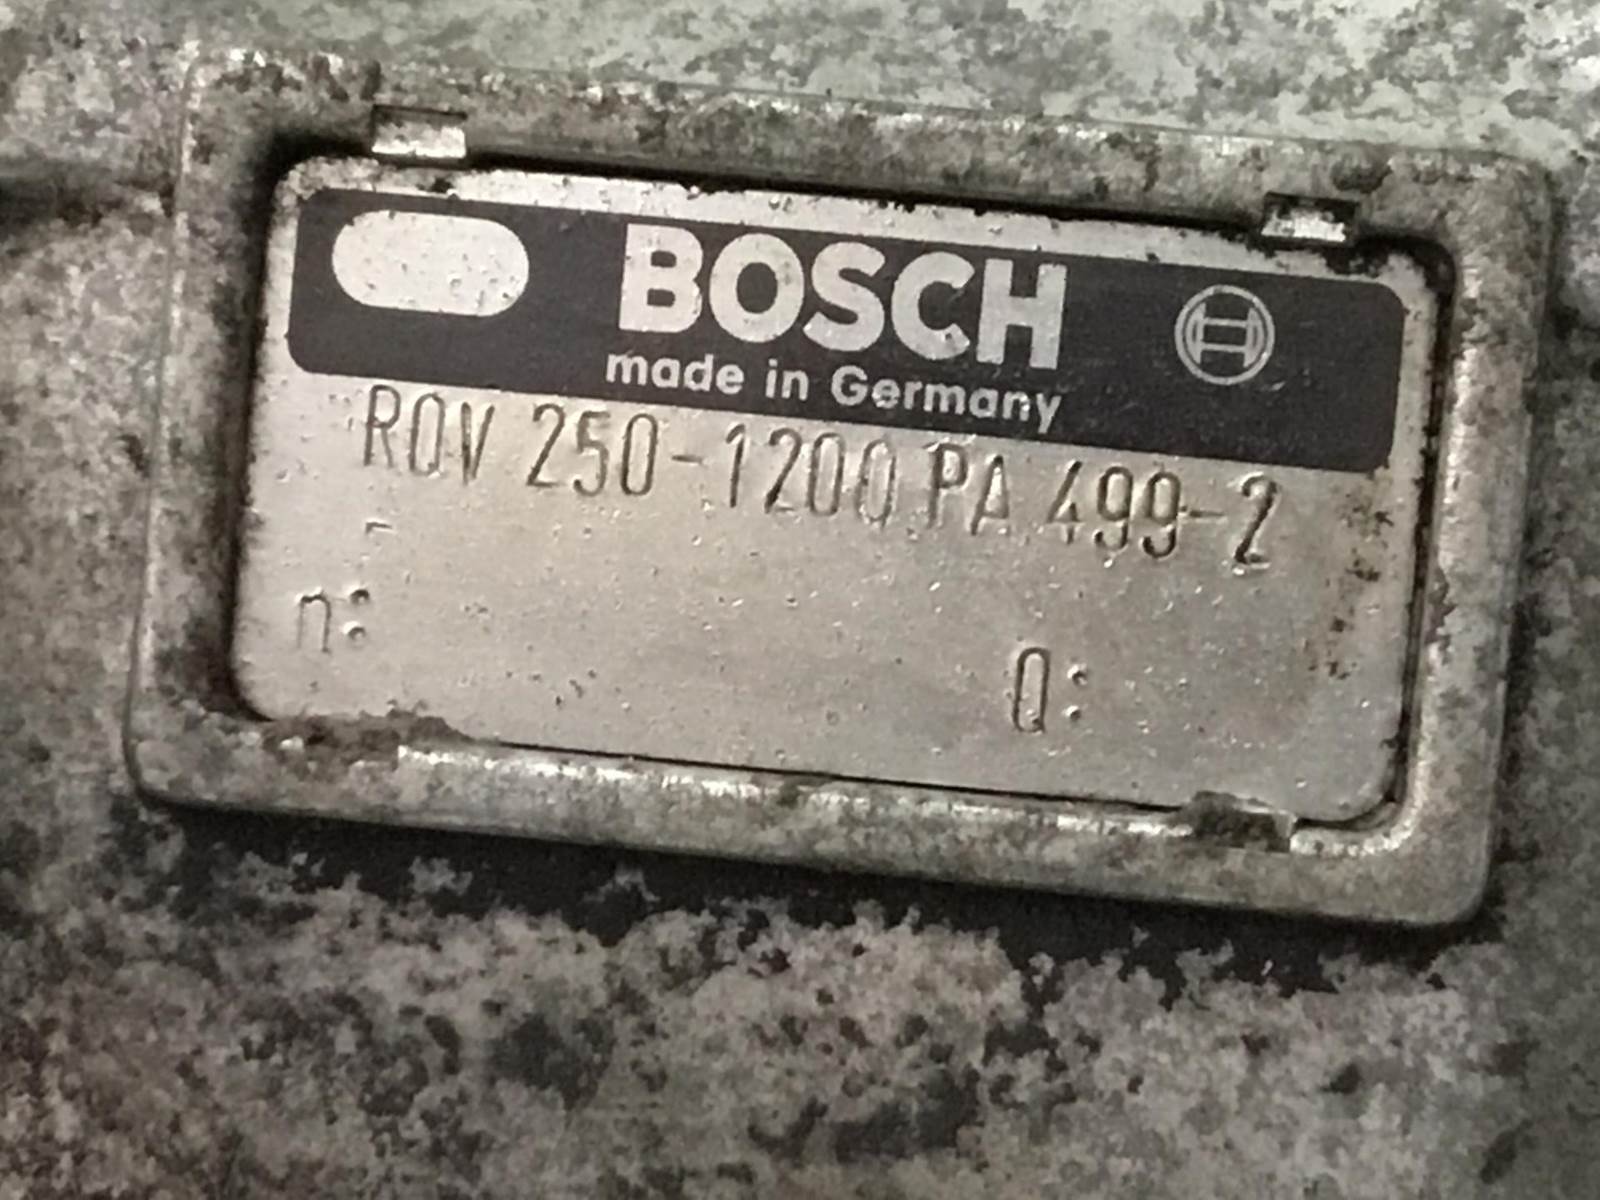 BOSCH
made in Germany
RQV 250-1200 PA 499-2
-
n: Q: